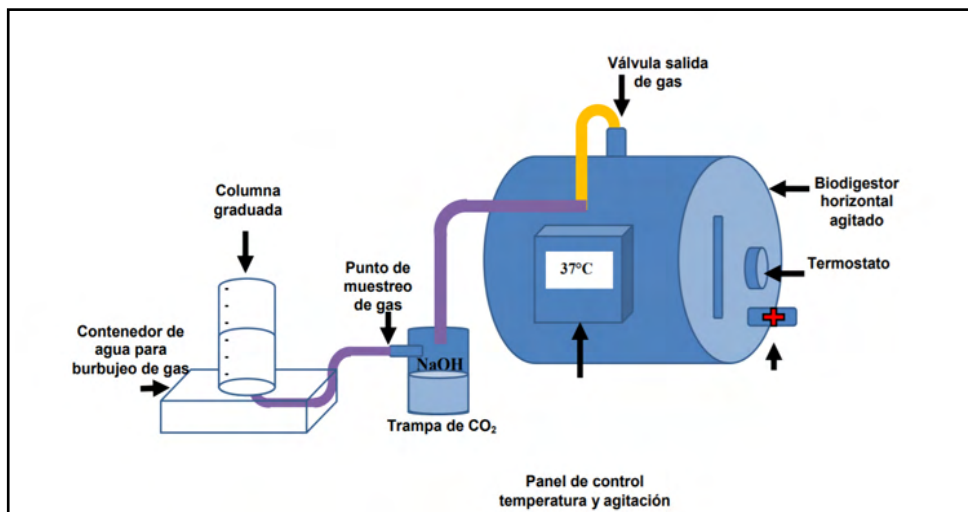 Válvula salida
de gas
Columna
graduada
Biodigestor
horizontal
agitado
Punto de
muestreo
de gas
37°C
Termostato
Contenedor de
agua para
burbujeo de gas
NaOH
Trampa de CO₂
Panel de control
temperatura y agitación